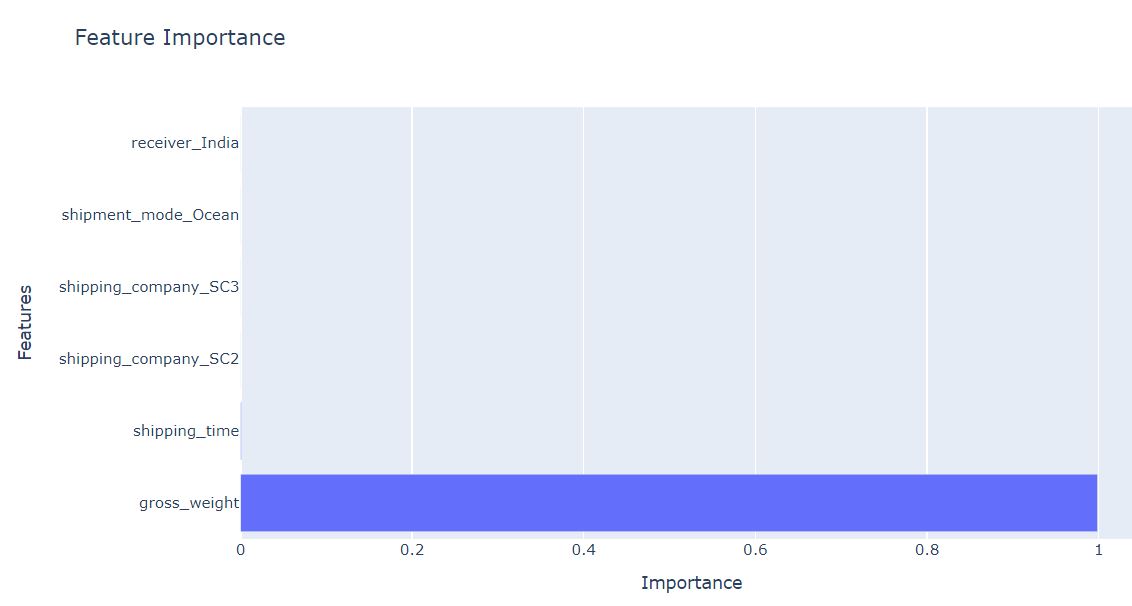 Feature Importance
receiver_India
shipment_mode_Ocean
shipping_company_SC3
shipping_company_SC2
shipping_time
gross_weight
Features
0 0.2 0.4 0.6 0.8 1
Importance